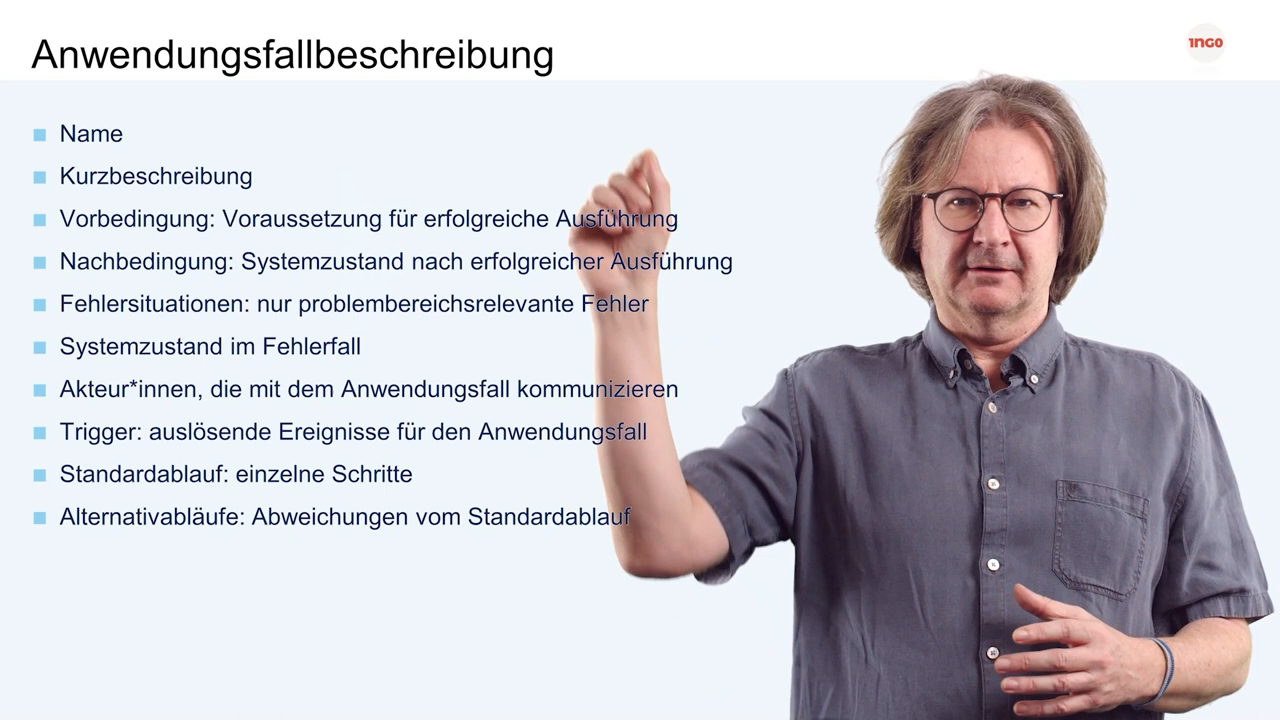 Anwendungsfallbeschreibung
1NGO
Name
Kurzbeschreibung
Vorbedingung: Voraussetzung für erfolgreiche Ausführung
Nachbedingung: Systemzustand nach erfolgreicher Ausführung
Fehlersituationen: nur problembereichsrelevante Fehler
Systemzustand im Fehlerfall
Akteur*innen, die mit dem Anwendungsfall kommunizieren
Trigger: auslösende Ereignisse für den Anwendungsfall
Standardablauf: einzelne Schritte
Alternativabläufe: Abweichungen vom Standardablauf